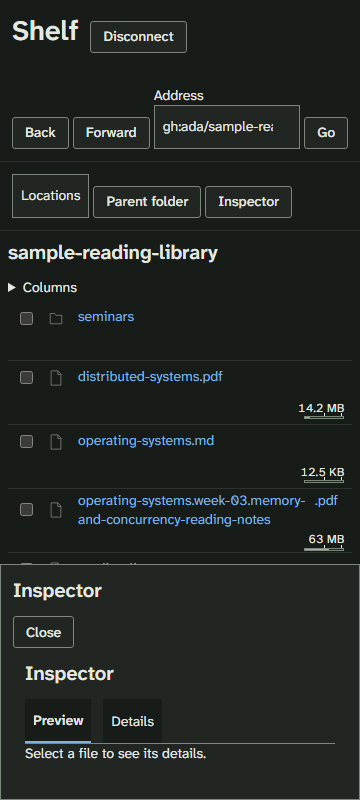 Shelf
Disconnect
Address
Back
Forward
gh:ada/sample-rea
Go
Locations
Parent folder
Inspector
sample-reading-library
Columns
seminars
distributed-systems.pdf
14.2 MB
operating-systems.md
12.5 KB
operating-systems.week-03.memory- .pdf
and-concurrency-reading-notes
63 MB
Inspector
Close
Inspector
Preview
Details
Select a file to see its details.